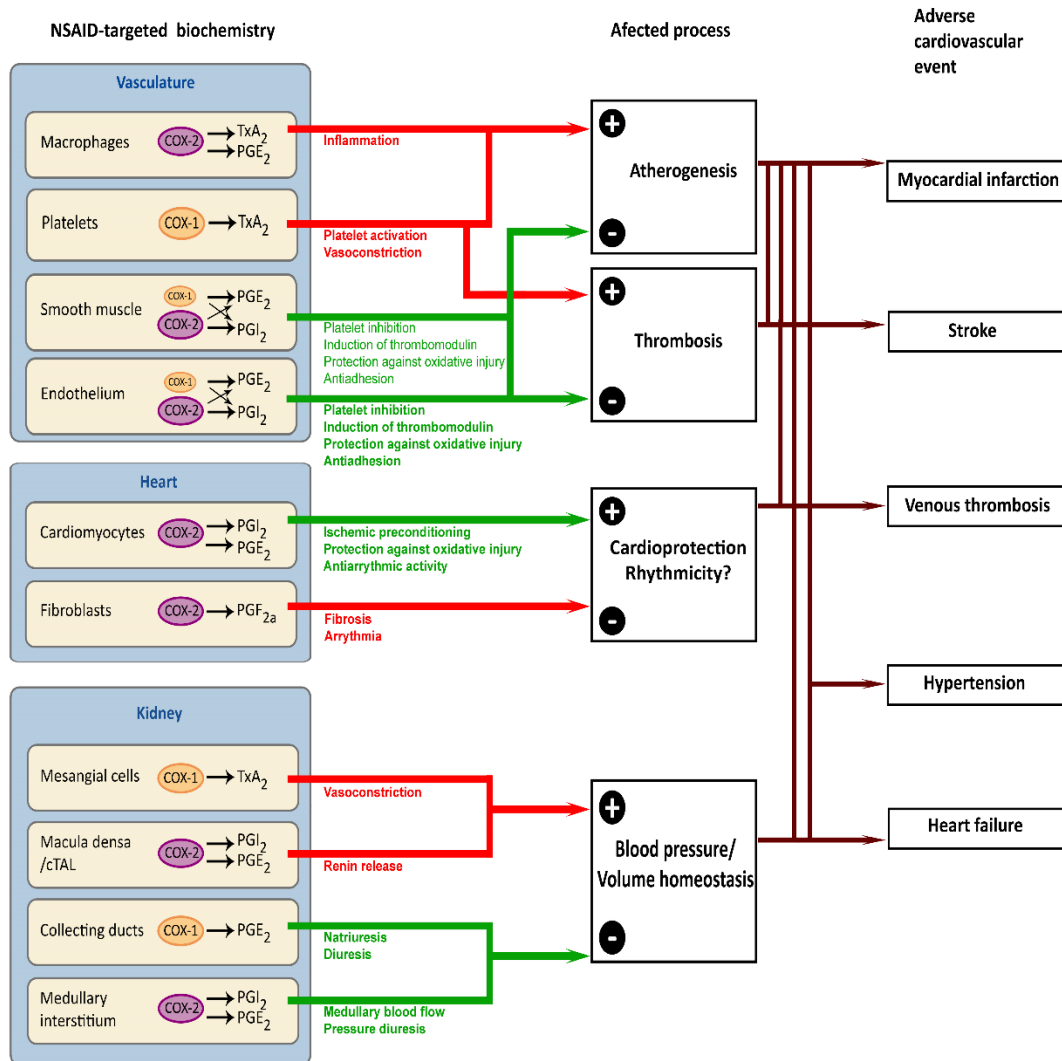 NSAID-targeted biochemistry
Afected process
Adverse
cardiovascular
event
Vasculature
Macrophages
COX-2
TxA2
PGE2
Inflammation
Platelets
COX-1
TxA2
Platelet activation
Vasoconstriction
Smooth muscle
COX-1
COX-2
PGE2
PGI2
Platelet inhibition
Induction of thrombomodulin
Protection against oxidative injury
Antiadhesion
Endothelium
COX-1
COX-2
PGE2
PGI2
Platelet inhibition
Induction of thrombomodulin
Protection against oxidative injury
Antiadhesion
Heart
Cardiomyocytes
COX-2
PGI2
PGE2
Ischemic preconditioning
Protection against oxidative injury
Antiarrythmic activity
Fibroblasts
COX-2
PGF2a
Fibrosis
Arrythmia
Kidney
Mesangial cells
COX-1
TxA2
Vasoconstriction
Macula densa
/cTAL
COX-2
PGI2
PGE2
Renin release
Collecting ducts
COX-1
PGE2
Natriuresis
Diuresis
Medullary
interstitium
COX-2
PGI2
PGE2
Medullary blood flow
Pressure diuresis
+
Atherogenesis
-
+
Thrombosis
-
+
Cardioprotection
Rhythmicity?
-
+
Blood pressure/
Volume homeostasis
-
Myocardial infarction
Stroke
Venous thrombosis
Hypertension
Heart failure